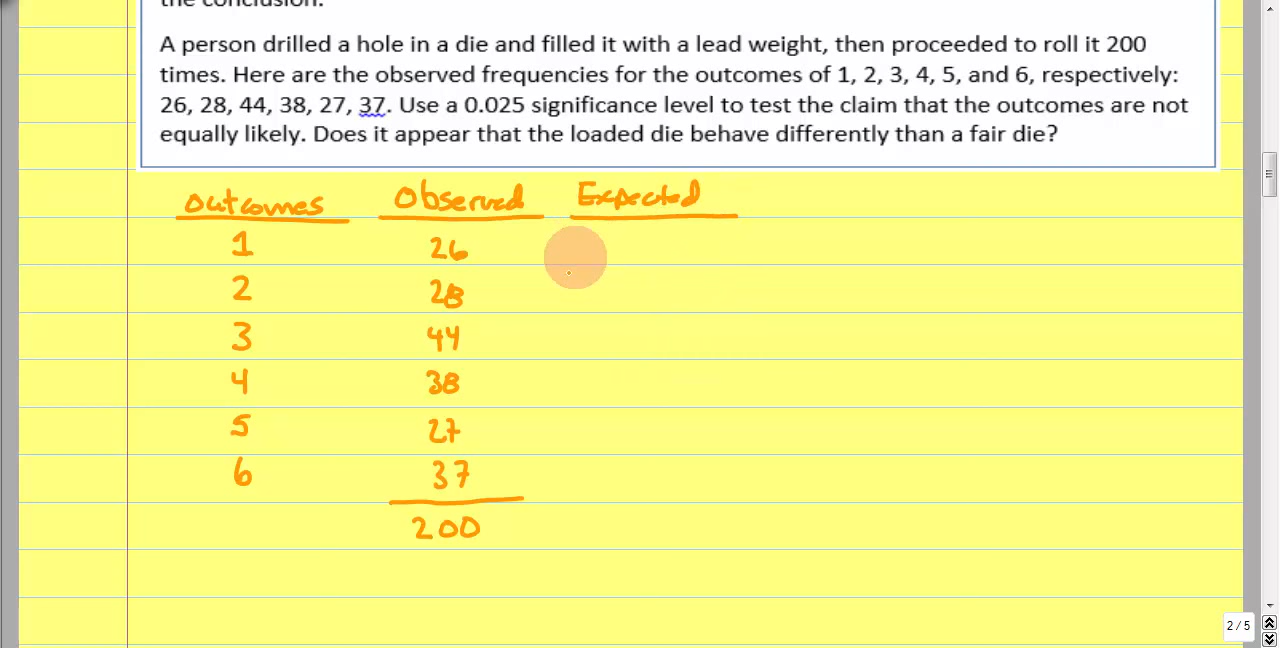 the conclusion.
A person drilled a hole in a die and filled it with a lead weight, then proceeded to roll it 200
times. Here are the observed frequencies for the outcomes of 1, 2, 3, 4, 5, and 6, respectively:
26, 28, 44, 38, 27, 37. Use a 0.025 significance level to test the claim that the outcomes are not
equally likely. Does it appear that the loaded die behave differently than a fair die?
Outcomes Observed Expected
1 26
2 28
3 44
4 38
5 27
6 37
200
2/5